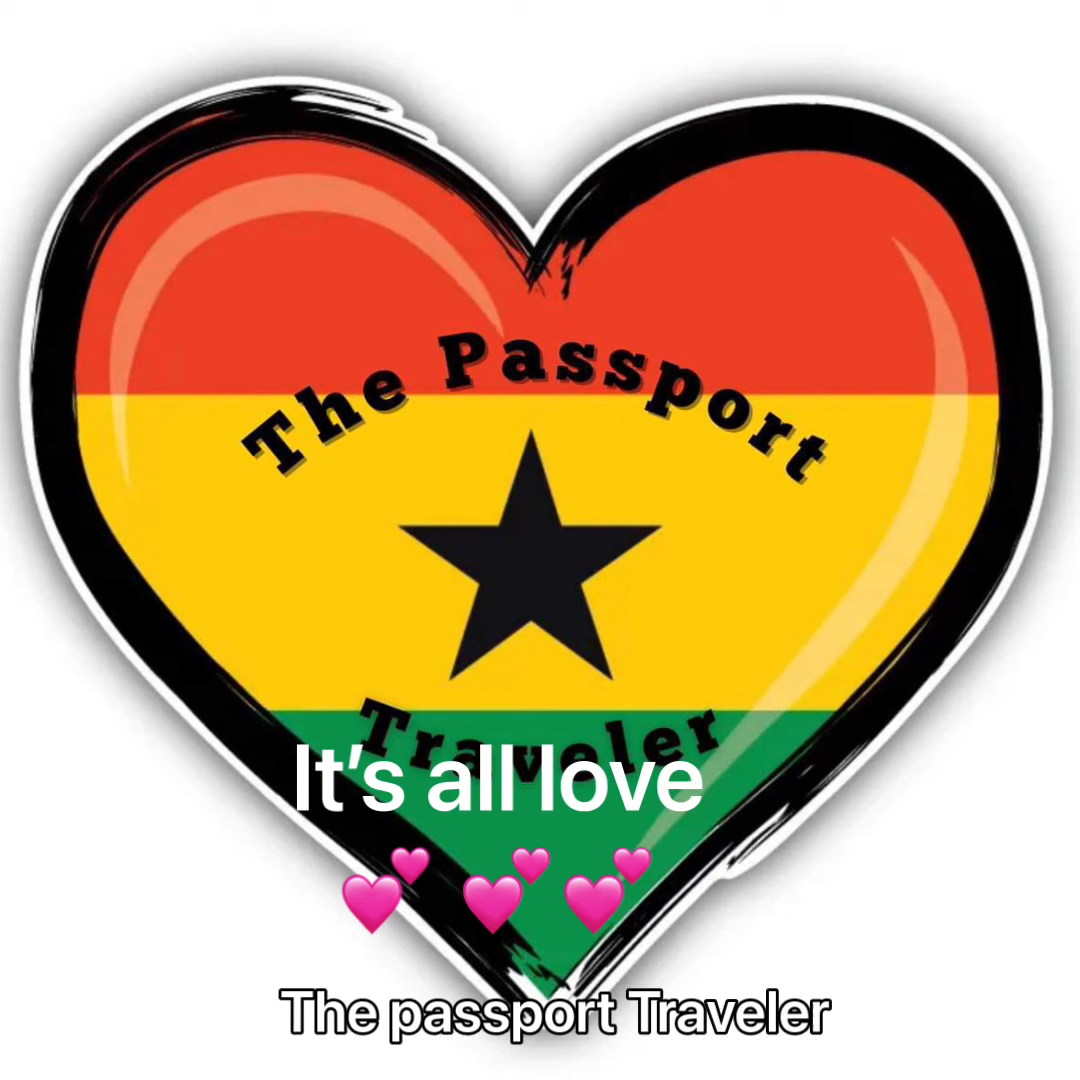 The Passport
Traveler
It's all love
💕 💕 💕
The passport Traveler